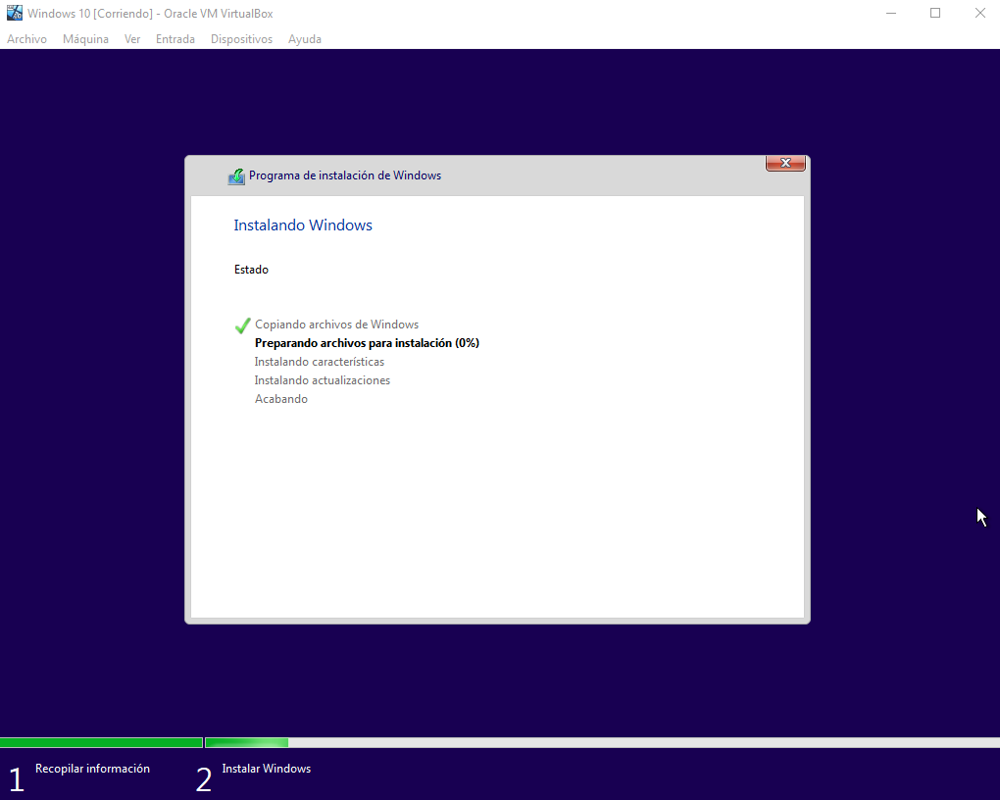 Windows 10 [Corriendo] - Oracle VM VirtualBox
Archivo Máquina Ver Entrada Dispositivos Ayuda
Programa de instalación de Windows
Instalando Windows
Estado
Copiando archivos de Windows
Preparando archivos para instalación (0%)
Instalando características
Instalando actualizaciones
Acabando
1 Recopilar información 2 Instalar Windows